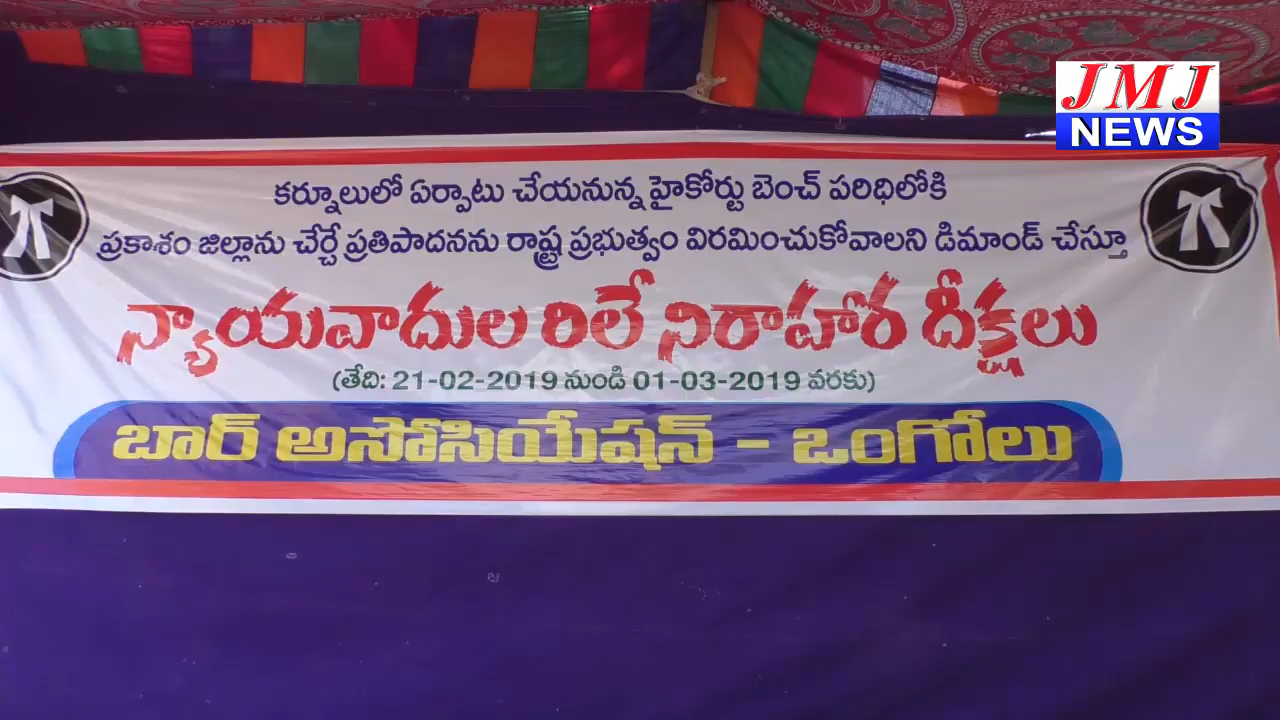 JMJ
NEWS
కర్నూలులో ఏర్పాటు చేయనున్న హైకోర్టు బెంచ్ పరిధిలోకి
ప్రకాశం జిల్లాను చేర్చే ప్రతిపాదనను రాష్ట్ర ప్రభుత్వం విరమించుకోవాలని డిమాండ్ చేస్తూ
న్యాయవాదుల రిలే నిరాహార దీక్షలు
(తేది: 21-02-2019 నుండి 01-03-2019 వరకు)
బార్ అసోసియేషన్ - ఒంగోలు